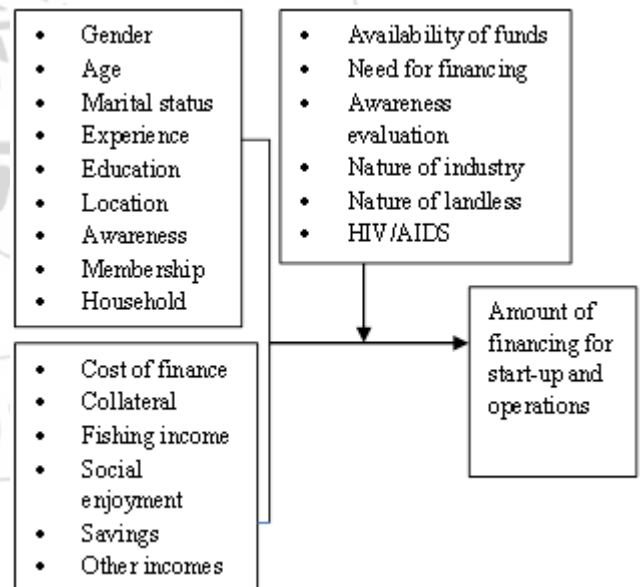 Gender
Age
Marital status
Experience
Education
Location
Awareness
Membership
Household
Availability of funds
Need for financing
Awareness
evaluation
Nature of industry
Nature of landless
HIV/AIDS
Cost of finance
Collateral
Fishing income
Social
enjoyment
Savings
Other incomes
Amount of
financing for
start-up and
operations